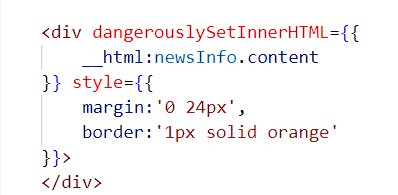 <div dangerouslySetInnerHTML={{
    __html:newsInfo.content
}} style={{
    margin:'0 24px',
    border:'1px solid orange'
}}>
</div>